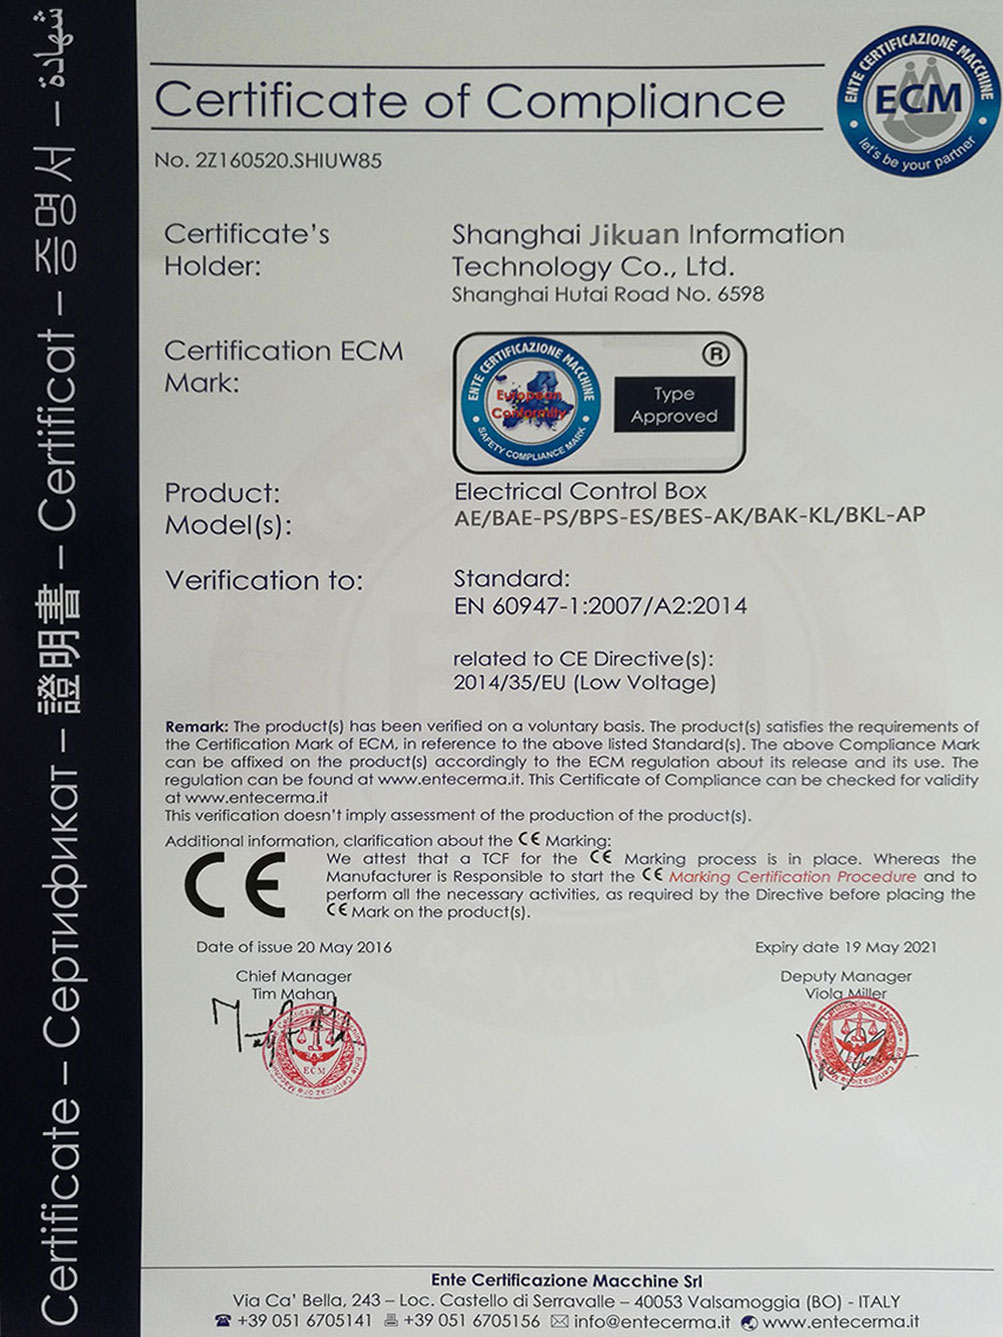 Certificate – Сертификат – 證明書 – Certificat – 증명서 – شهادة
Certificate of Compliance
ENTE CERTIFICAZIONE MACCHINE
ECM
let's be your partner
No. 2Z160520.SHIUW85
Certificate's
Holder:
Shanghai Jikuan Information
Technology Co., Ltd.
Shanghai Hutai Road No. 6598
Certification ECM
Mark:
ENTE CERTIFICAZIONE MACCHINE
European
Conformity
SAFETY COMPLIANCE MARK
®
Type
Approved
Product:
Electrical Control Box
Model(s):
AE/BAE-PS/BPS-ES/BES-AK/BAK-KL/BKL-AP
Verification to:
Standard:
EN 60947-1:2007/A2:2014
related to CE Directive(s):
2014/35/EU (Low Voltage)
Remark: The product(s) has been verified on a voluntary basis. The product(s) satisfies the requirements of
the Certification Mark of ECM, in reference to the above listed Standard(s). The above Compliance Mark
can be affixed on the product(s) accordingly to the ECM regulation about its release and its use. The
regulation can be found at www.entecerma.it. This Certificate of Compliance can be checked for validity
at www.entecerma.it
This verification doesn't imply assessment of the production of the product(s).
Additional information, clarification about the CE Marking:
CE
We attest that a TCF for the CE Marking process is in place. Whereas the
Manufacturer is Responsible to start the CE Marking Certification Procedure and to
perform all the necessary activities, as required by the Directive before placing the
CE Mark on the product(s).
Date of issue 20 May 2016
Expiry date 19 May 2021
Chief Manager
Tim Mahan
Deputy Manager
Viola Miller
Ente Certificazione Macchine
ECM
Ente Certificazione Macchine
Ente Certificazione Macchine Srl
Via Ca' Bella, 243 – Loc. Castello di Serravalle – 40053 Valsamoggia (BO) - ITALY
☎ +39 051 6705141 +39 051 6705156 info@entecerma.it www.entecerma.it